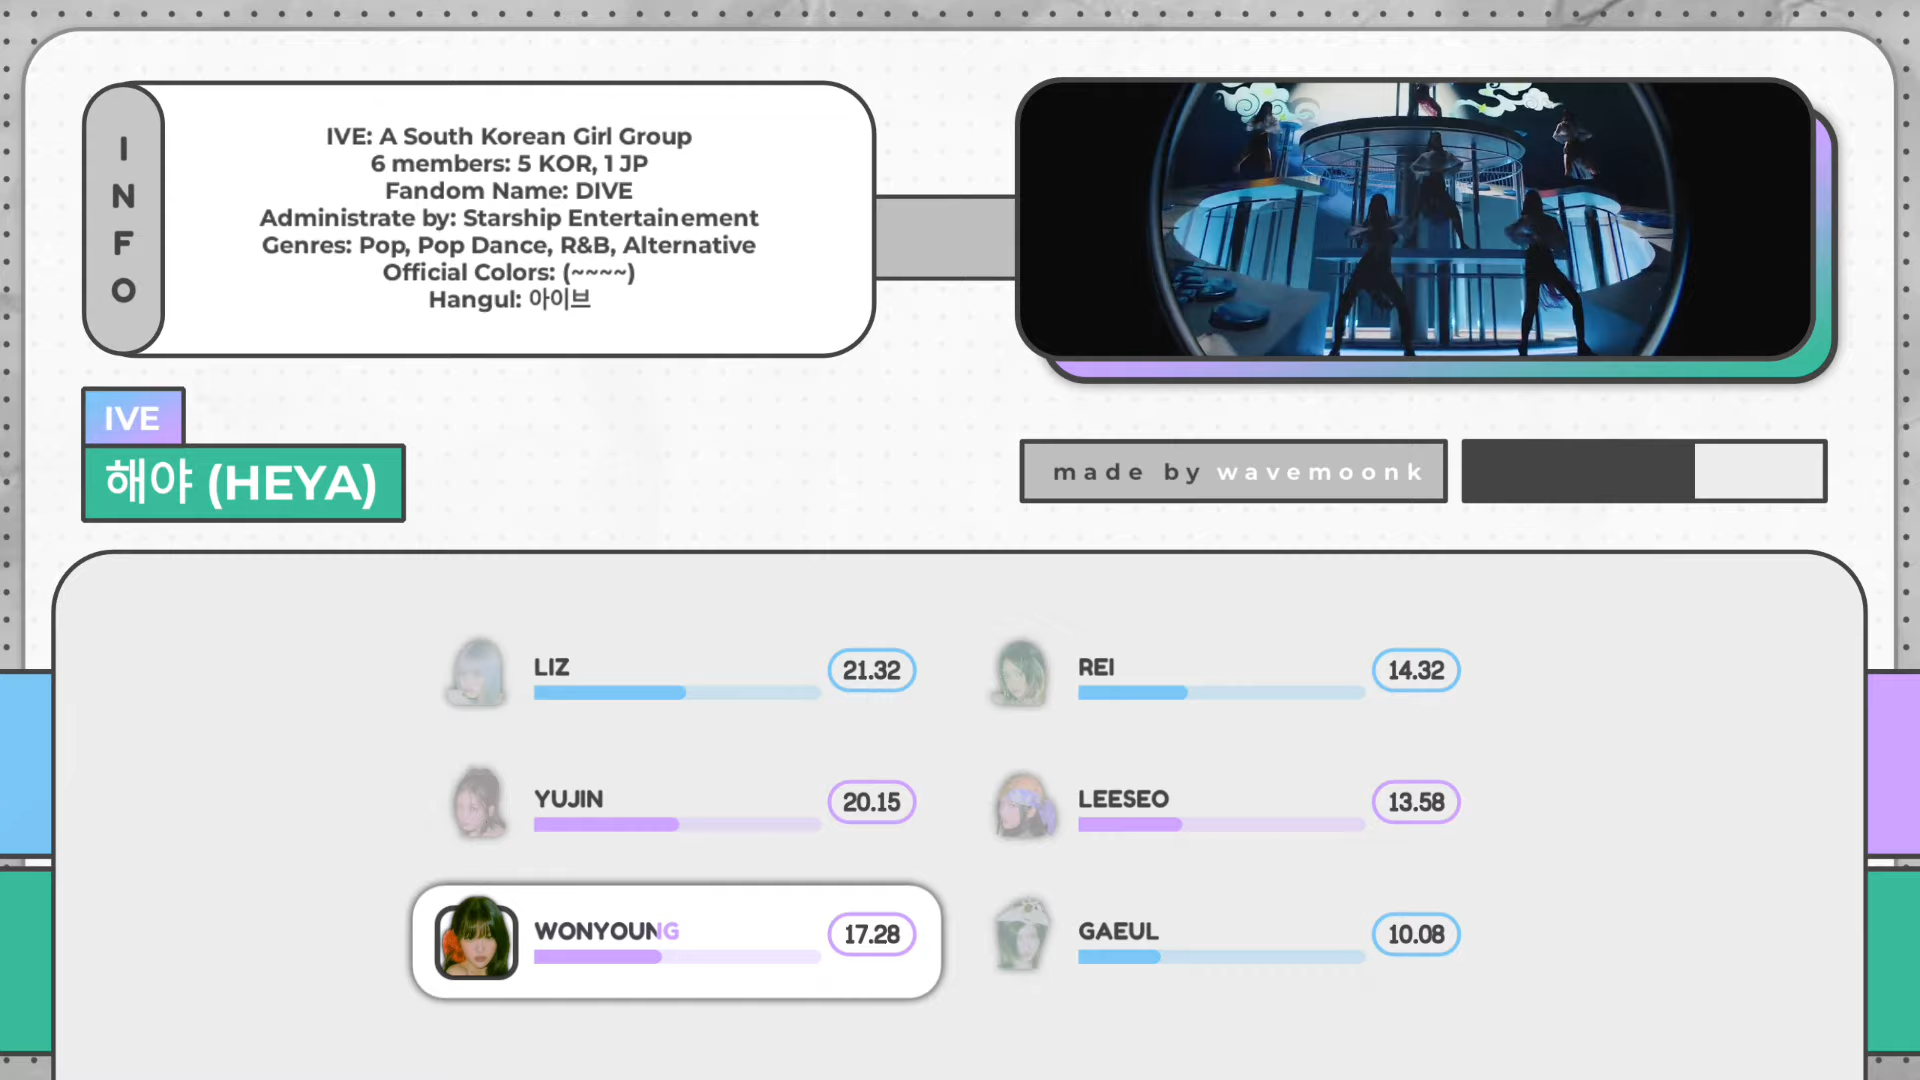 INFO
IVE: A South Korean Girl Group
6 members: 5 KOR, 1 JP
Fandom Name: DIVE
Administrate by: Starship Entertainement
Genres: Pop, Pop Dance, R&B, Alternative
Official Colors: (~~~~)
Hangul: 아이브
IVE
해야 (HEYA)
made by wavemoonk
LIZ
21.32
REI
14.32
YUJIN
20.15
LEESEO
13.58
WONYOUNG
17.28
GAEUL
10.08